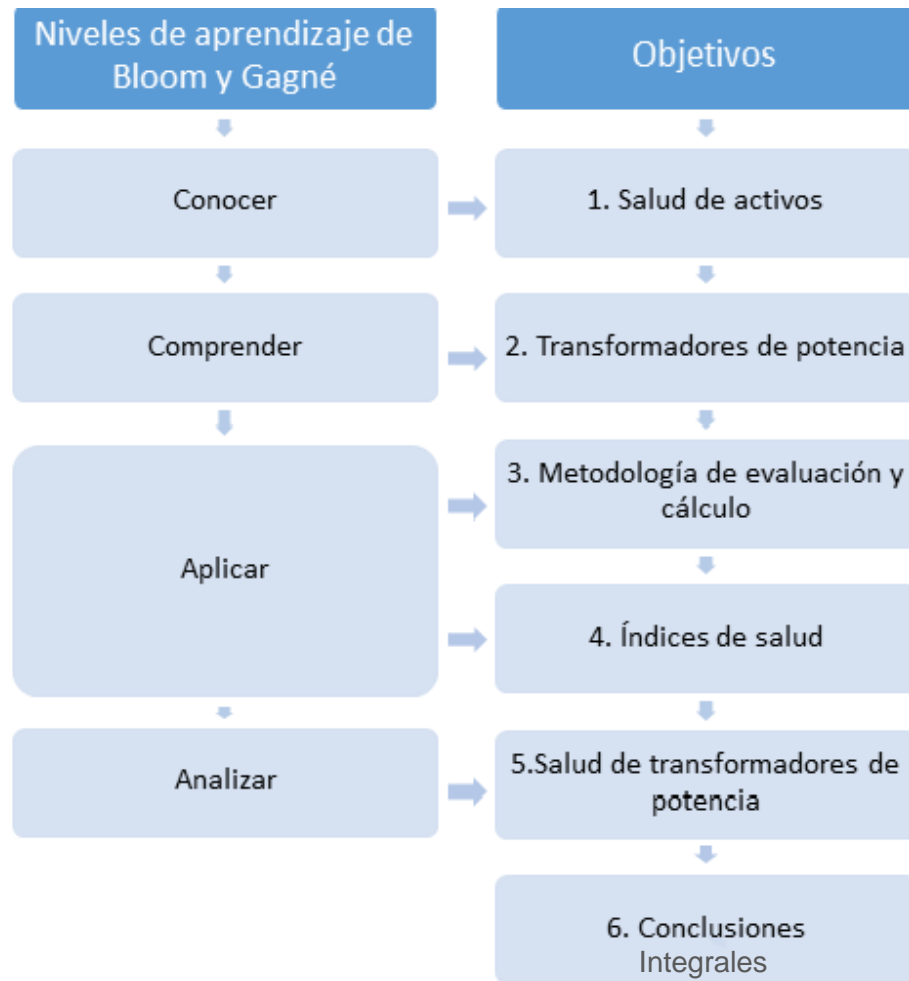 Niveles de aprendizaje de
Bloom y Gagné
Objetivos
Conocer
1. Salud de activos
Comprender
2. Transformadores de potencia
Aplicar
3. Metodología de evaluación y
cálculo
4. Índices de salud
Analizar
5.Salud de transformadores de
potencia
6. Conclusiones
Integrales